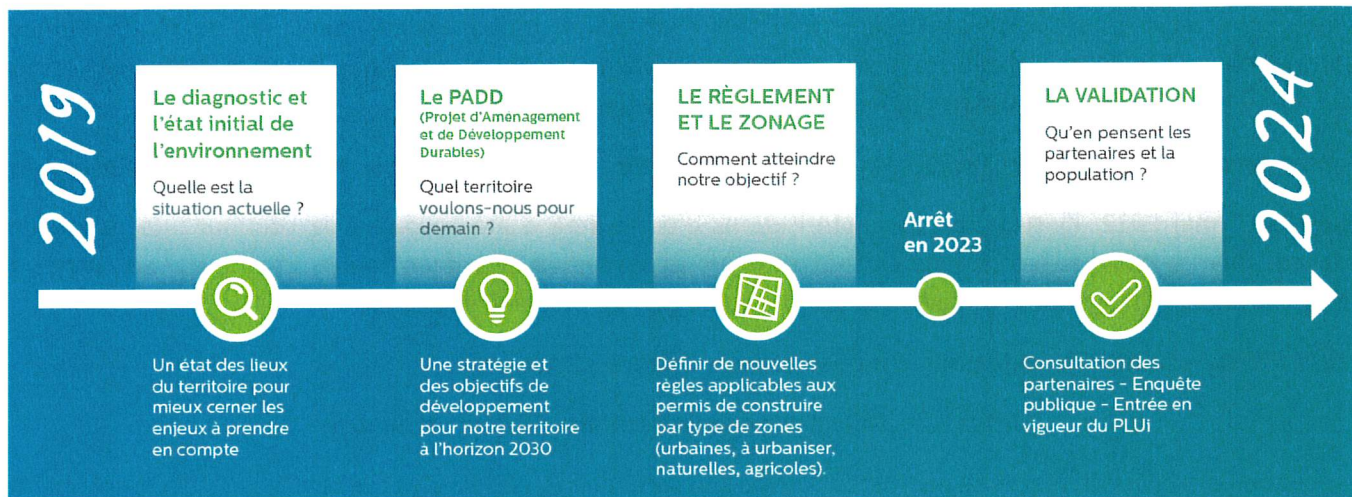 2019
Le diagnostic et
l'état initial de
l'environnement
Quelle est la
situation actuelle ?
Un état des lieux
du territoire pour
mieux cerner les
enjeux à prendre
en compte
Le PADD
(Projet d'Aménagement
et de Développement
Durables)
Quel territoire
voulons-nous pour
demain ?
Une stratégie et
des objectifs de
développement
pour notre territoire
à l'horizon 2030
LE RÈGLEMENT
ET LE ZONAGE
Comment atteindre
notre objectif ?
Définir de nouvelles
règles applicables aux
permis de construire
par type de zones
(urbaines, à urbaniser,
naturelles, agricoles).
Arrêt
en 2023
LA VALIDATION
Qu'en pensent les
partenaires et la
population ?
Consultation des
partenaires - Enquête
publique - Entrée en
vigueur du PLUi
2024